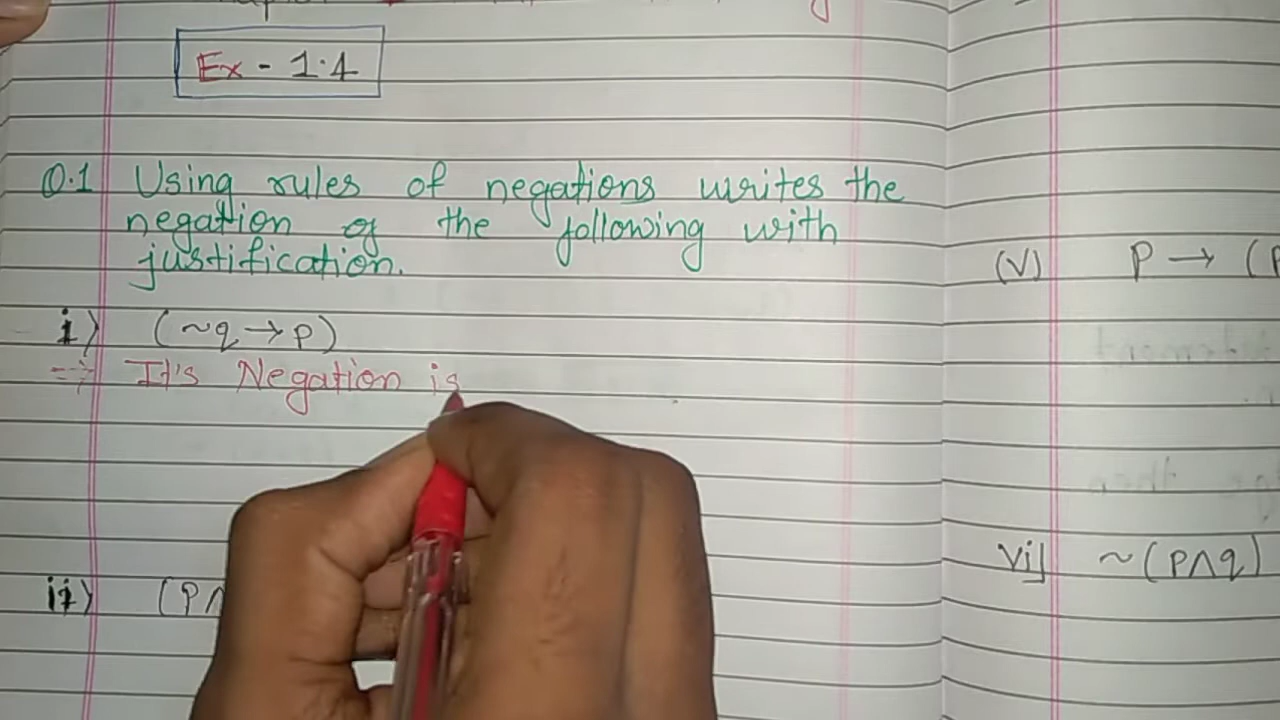 Ex - 1.4
Q.1 Using rules of negations writes the
negation of the following with
justification.
i) (~q → p)
⇒ It's Negation is
ii) (p∧
(v) p → (p
vi) ~(p∧q)